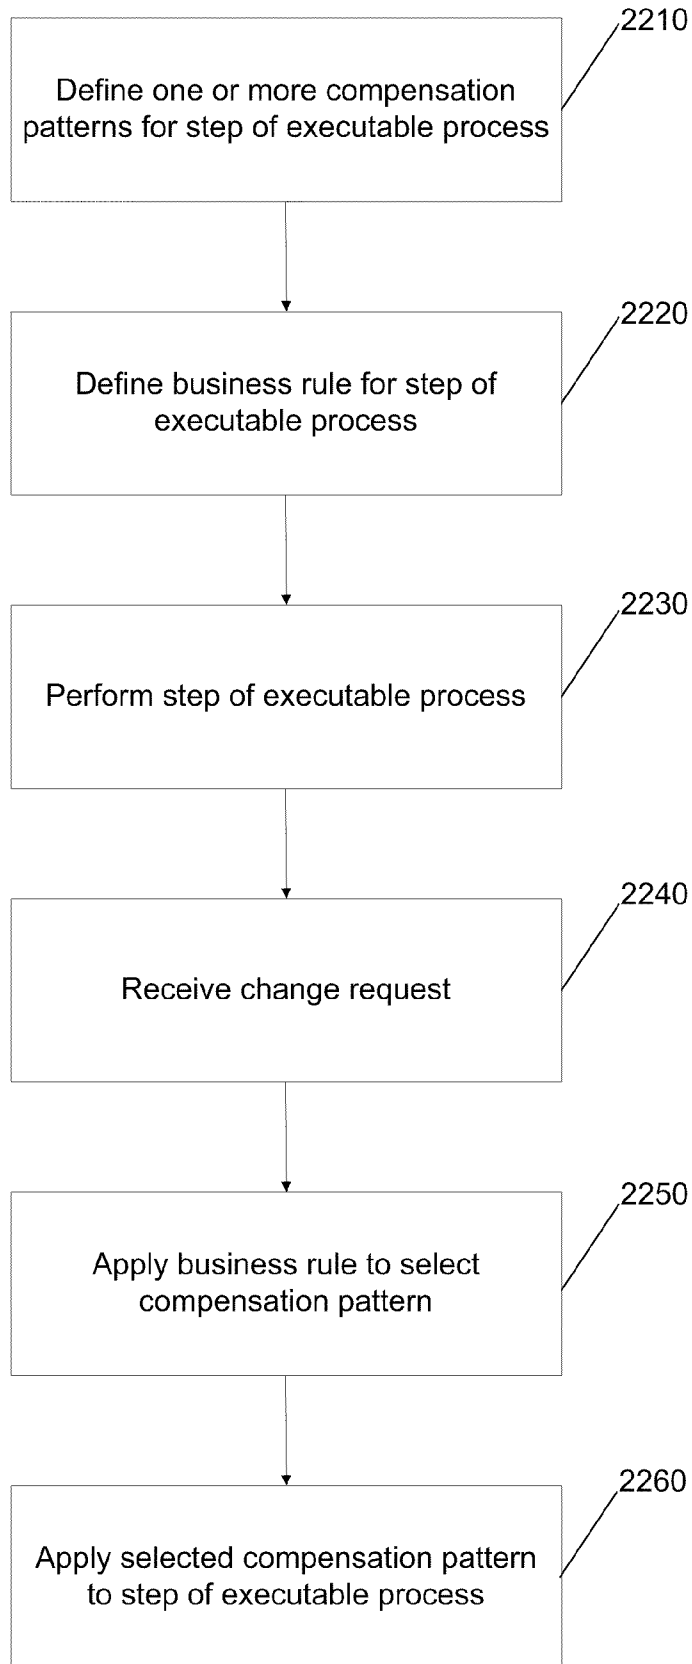 2210
Define one or more compensation
patterns for step of executable process
2220
Define business rule for step of
executable process
2230
Perform step of executable process
2240
Receive change request
2250
Apply business rule to select
compensation pattern
2260
Apply selected compensation pattern
to step of executable process